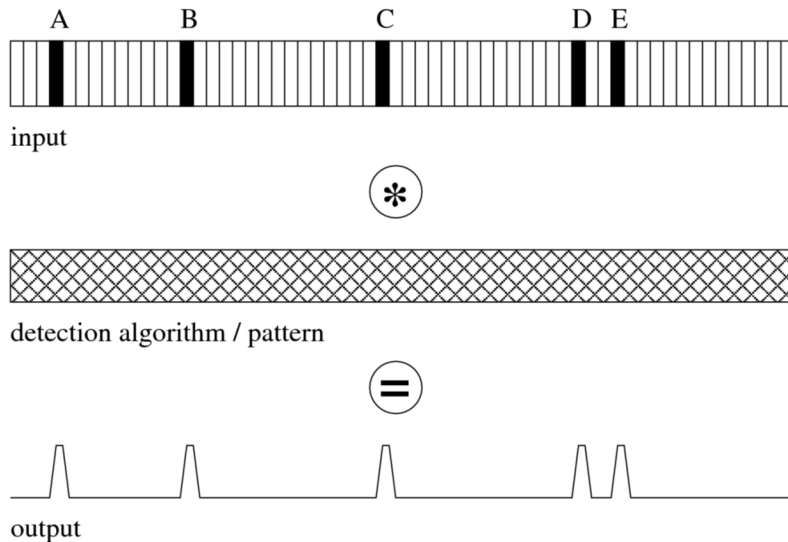 A B C D E
input
*
detection algorithm / pattern
=
output